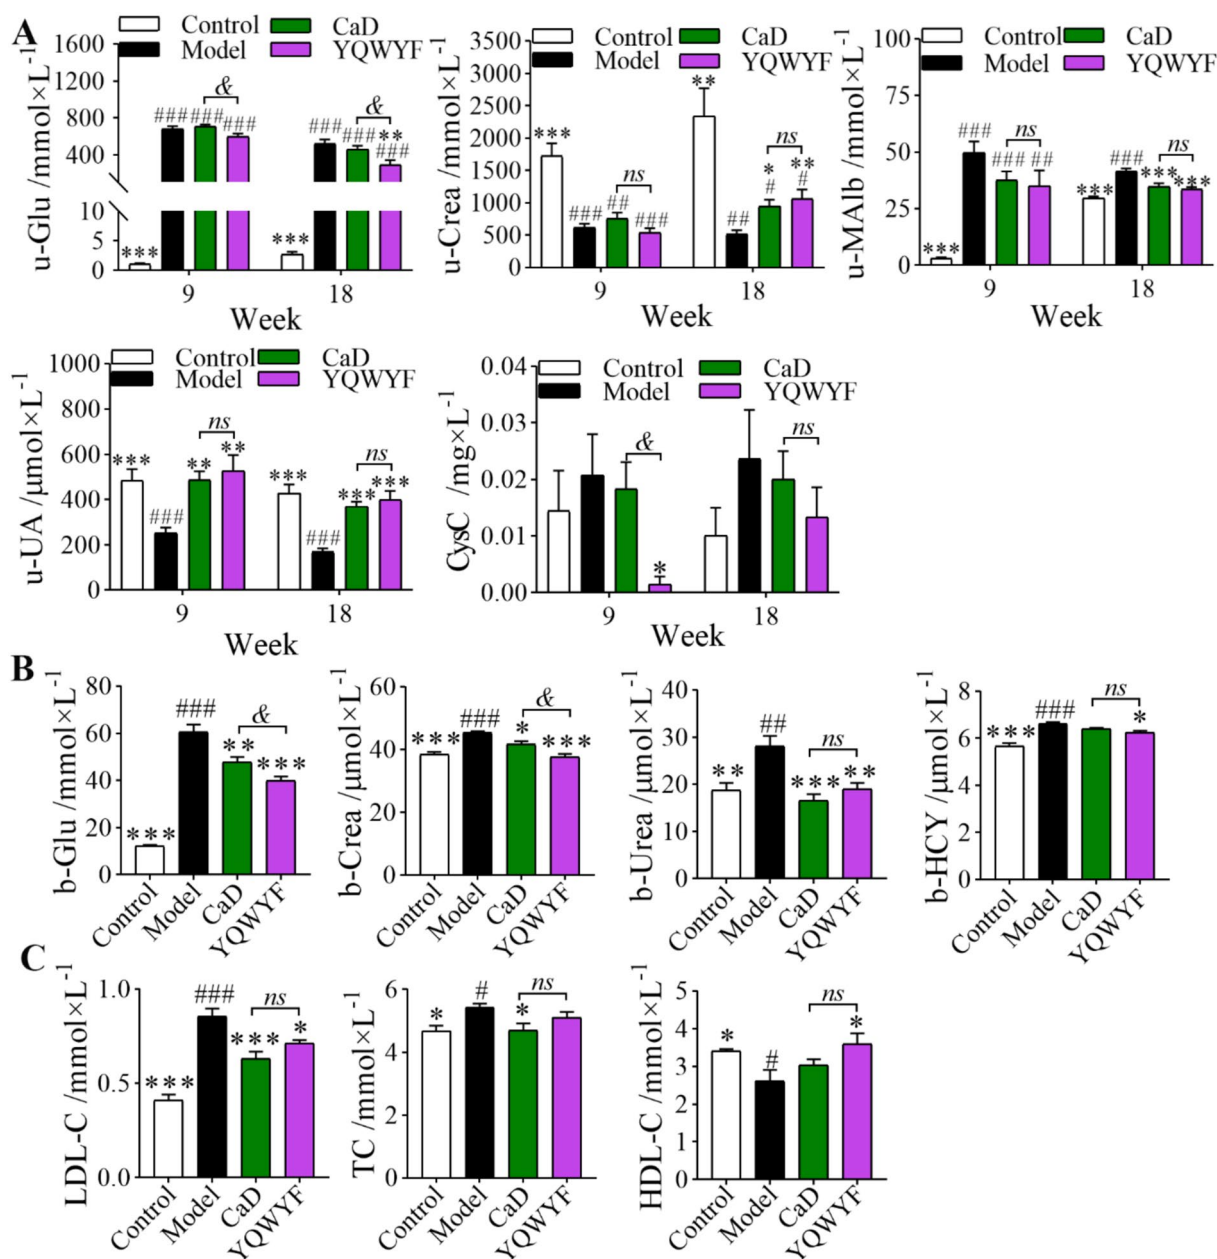 A
Control CaD
Model YQWYF
u-Glu /mmol×L-1
1600
1200
800
400
10
5
0
&
&
### ### ###
### ### **
###
***
***
9 18
Week
Control CaD
Model YQWYF
u-Crea /mmol×L-1
3500
3000
2500
2000
1500
1000
500
0
***
**
ns
ns
### ## ###
## * **
# #
9 18
Week
Control CaD
Model YQWYF
u-MAlb /mmol×L-1
100
75
50
25
0
***
### ### ##
ns
***
### *** ***
ns
9 18
Week
Control CaD
Model YQWYF
u-UA /µmol×L-1
1000
800
600
400
200
0
*** ### ** **
ns
*** ### *** ***
ns
9 18
Week
Control CaD
Model YQWYF
CysC /mg×L-1
0.04
0.03
0.02
0.01
0.00
&
*
ns
9 18
Week
B
b-Glu /mmol×L-1
80
60
40
20
0
*** ### ** ***
&
Control Model CaD YQWYF
b-Crea /µmol×L-1
60
40
20
0
*** ### * ***
&
Control Model CaD YQWYF
b-Urea /µmol×L-1
40
30
20
10
0
** ## *** **
ns
Control Model CaD YQWYF
b-HCY /µmol×L-1
8
6
4
2
0
*** ### *
ns
Control Model CaD YQWYF
C
LDL-C /mmol×L-1
1.0
0.5
0.0
*** ### *** *
ns
Control Model CaD YQWYF
TC /mmol×L-1
6
4
2
0
* # *
ns
Control Model CaD YQWYF
HDL-C /mmol×L-1
5
4
3
2
1
0
* # *
ns
Control Model CaD YQWYF